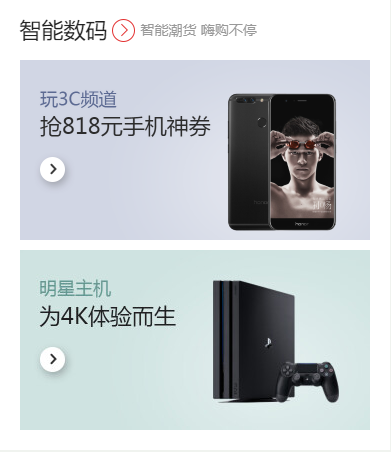 智能数码
智能潮货 嗨购不停
玩3C频道
抢818元手机神券
honor
明星主机
为4K体验而生